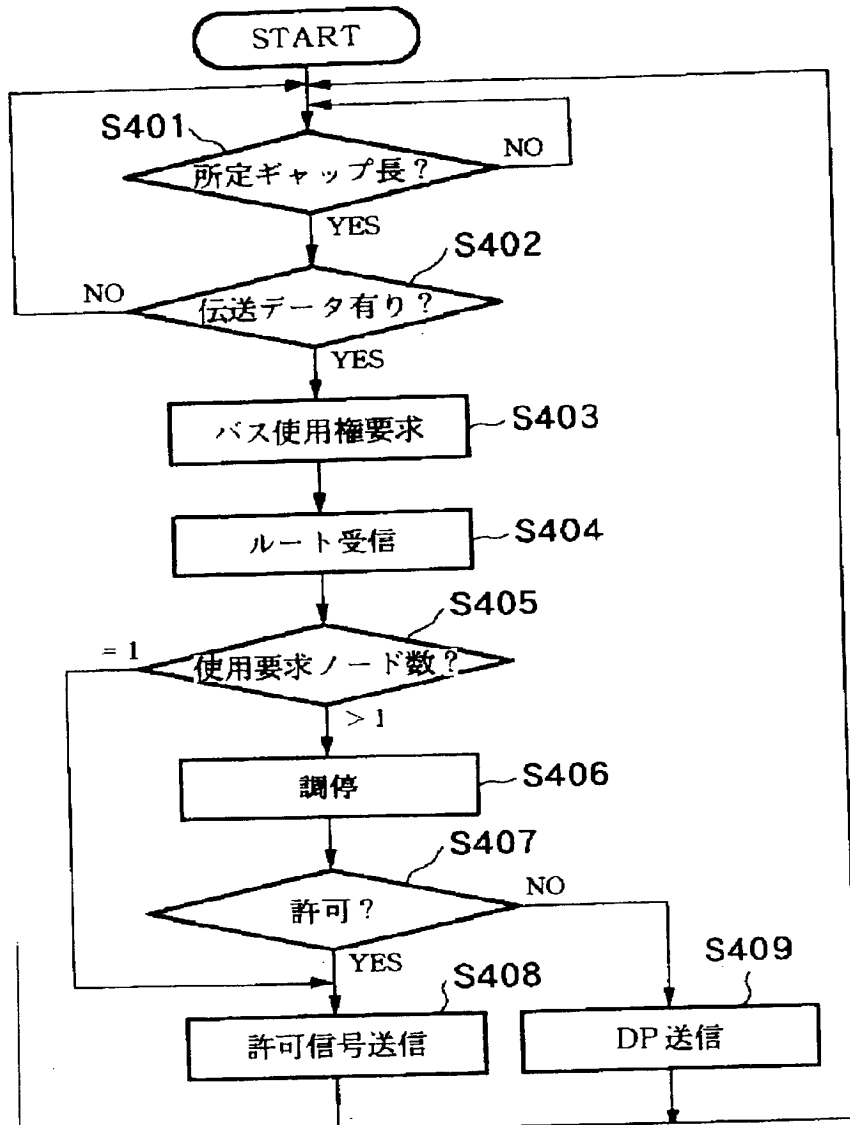 START
S401
所定ギャップ長?
NO
YES
S402
NO
伝送データ有り?
YES
バス使用権要求
S403
ルート受信
S404
S405
= 1
使用要求ノード数?
> 1
調停
S406
S407
許可?
NO
YES
S408
S409
許可信号送信
DP送信